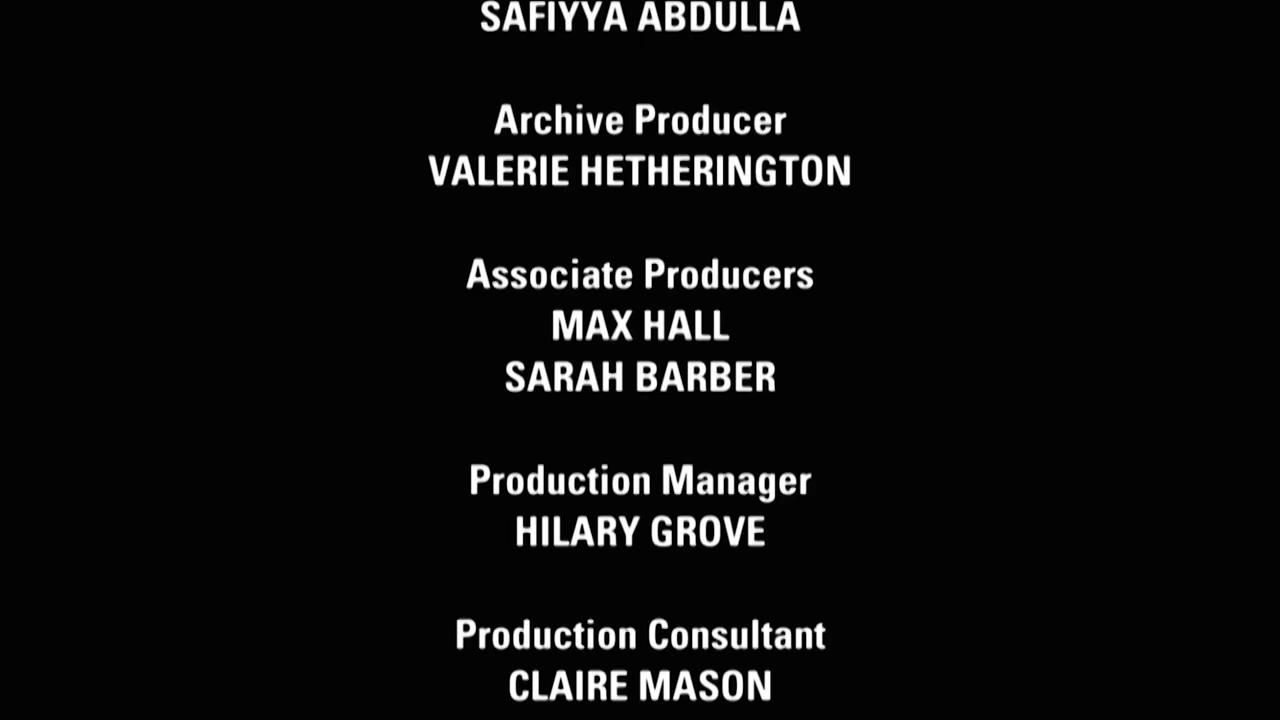 SAFIYYA ABDULLA
Archive Producer
VALERIE HETHERINGTON
Associate Producers
MAX HALL
SARAH BARBER
Production Manager
HILARY GROVE
Production Consultant
CLAIRE MASON